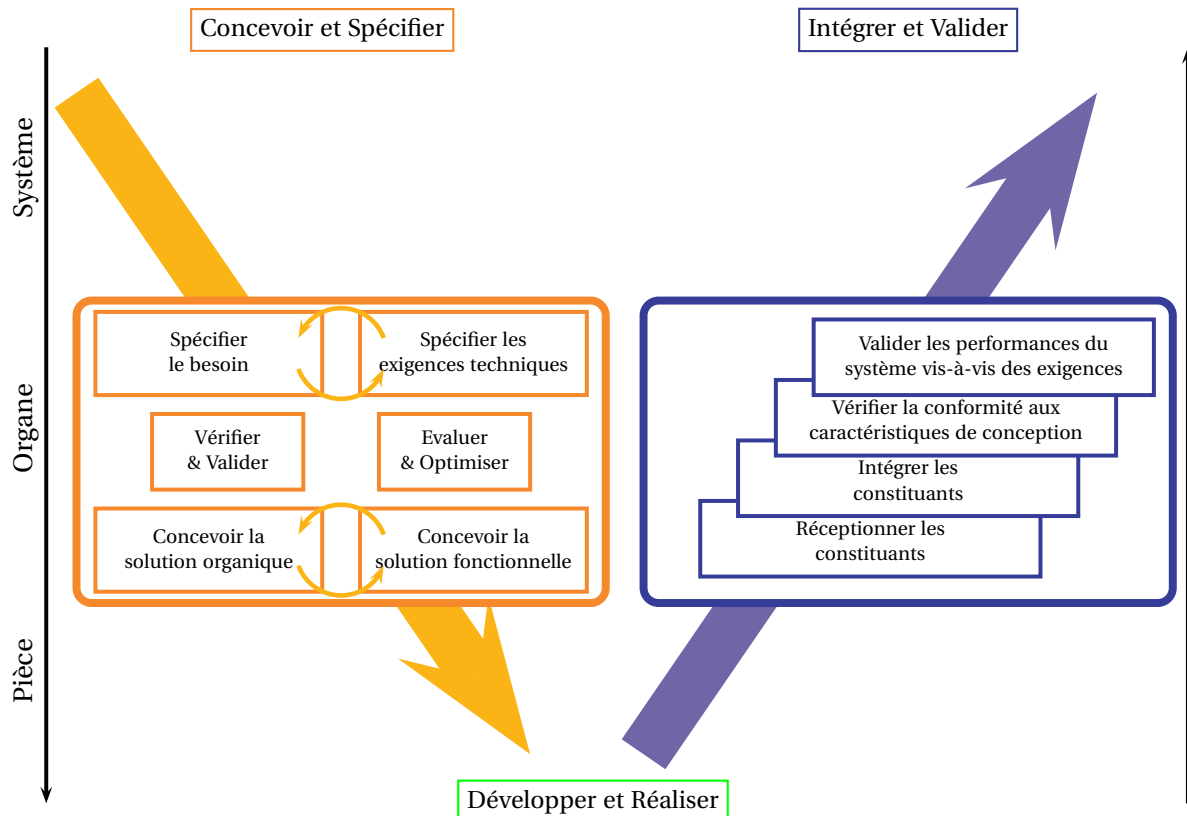 Concevoir et Spécifier
Intégrer et Valider
Système
Organe
Pièce
Spécifier
le besoin
Spécifier les
exigences techniques
Vérifier
& Valider
Evaluer
& Optimiser
Concevoir la
solution organique
Concevoir la
solution fonctionnelle
Valider les performances du
système vis-à-vis des exigences
Vérifier la conformité aux
caractéristiques de conception
Intégrer les
constituants
Réceptionner les
constituants
Développer et Réaliser